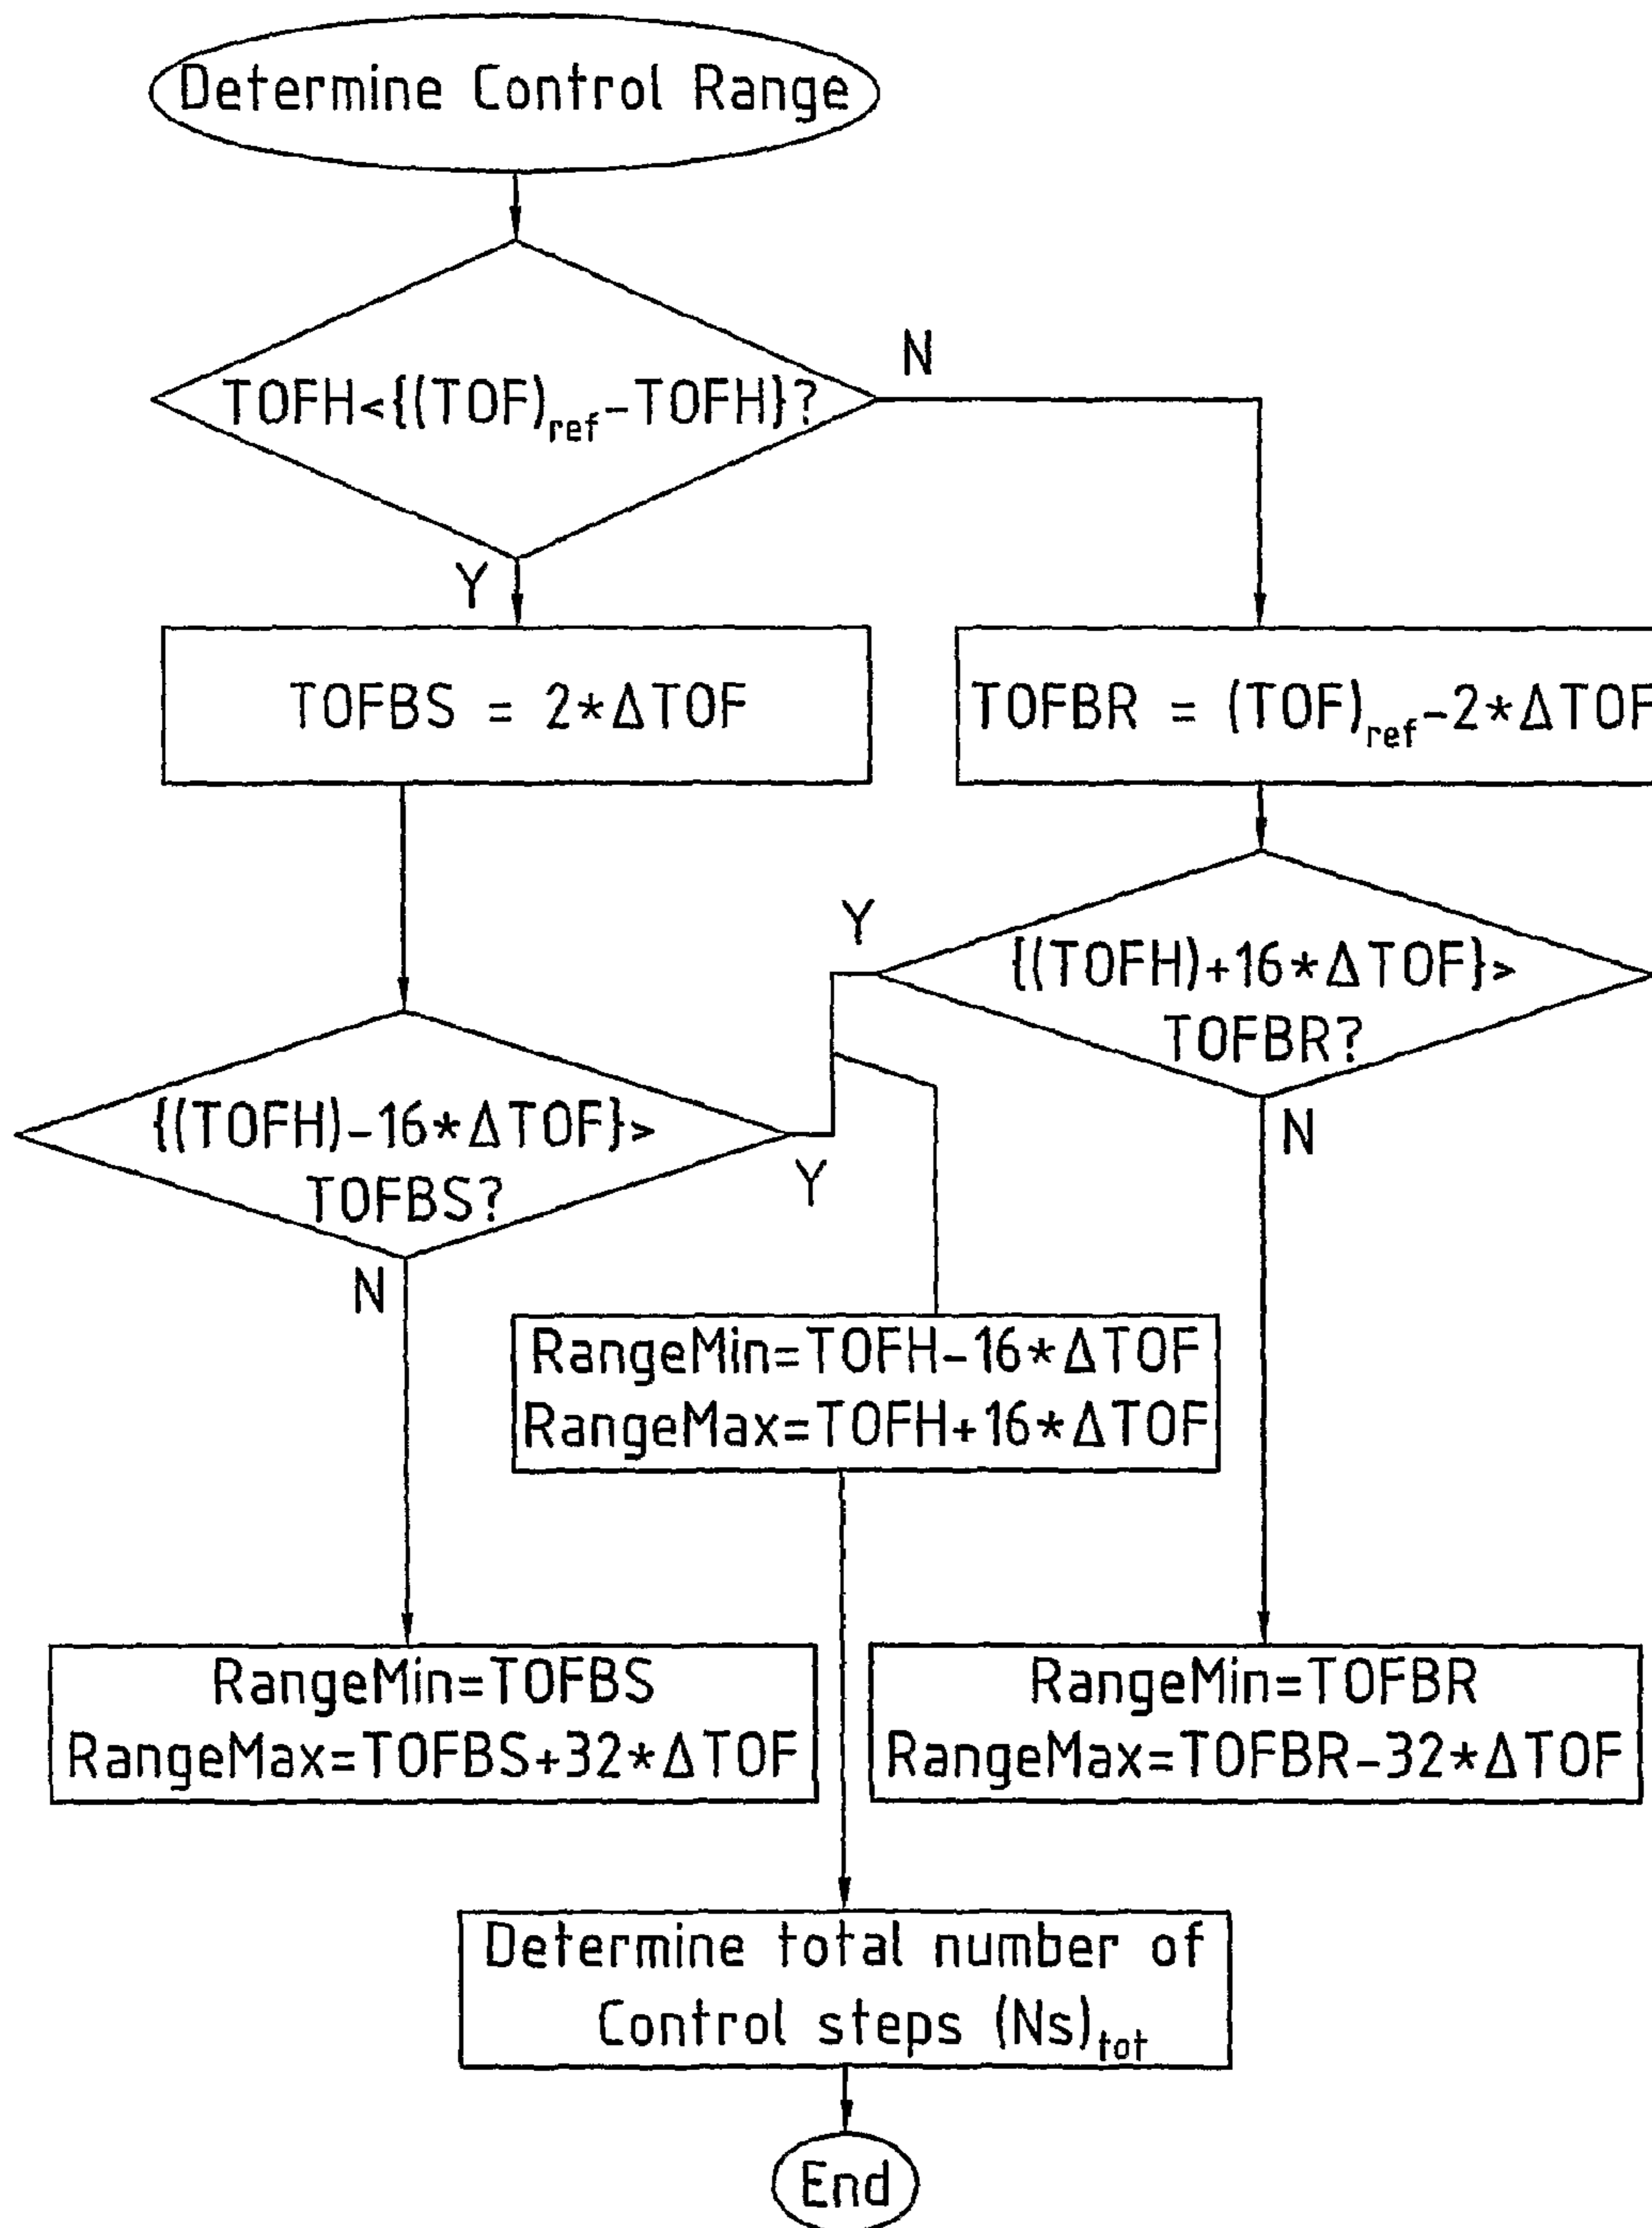 Determine Control Range
TOFH<{(TOF)ref-TOFH}?
N
Y
TOFBS = 2*ΔTOF
TOFBR = (TOF)ref-2*ΔTOF
Y
{(TOFH)+16*ΔTOF}>
TOFBR?
N
{(TOFH)-16*ΔTOF}>
TOFBS?
Y
N
RangeMin=TOFH-16*ΔTOF
RangeMax=TOFH+16*ΔTOF
RangeMin=TOFBS
RangeMax=TOFBS+32*ΔTOF
RangeMin=TOFBR
RangeMax=TOFBR-32*ΔTOF
Determine total number of
Control steps (Ns)tot
End